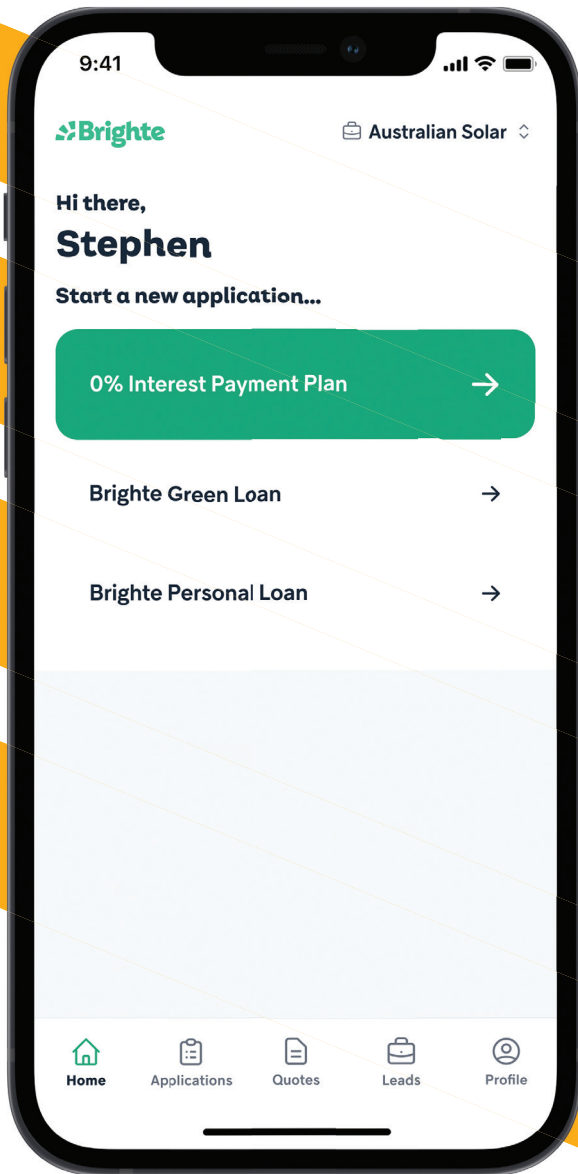 9:41
Brighte
Australian Solar
Hi there,
Stephen
Start a new application...
0% Interest Payment Plan
Brighte Green Loan
Brighte Personal Loan
Home Applications Quotes Leads Profile